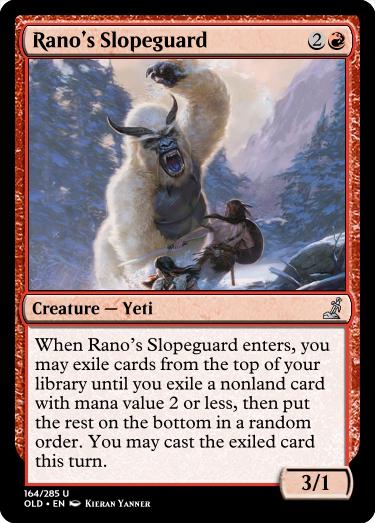 Rano's Slopeguard 2
Creature — Yeti
When Rano's Slopeguard enters, you
may exile cards from the top of your
library until you exile a nonland card
with mana value 2 or less, then put
the rest on the bottom in a random
order. You may cast the exiled card
this turn.
3/1
164/285 U
OLD • EN Kieran Yanner